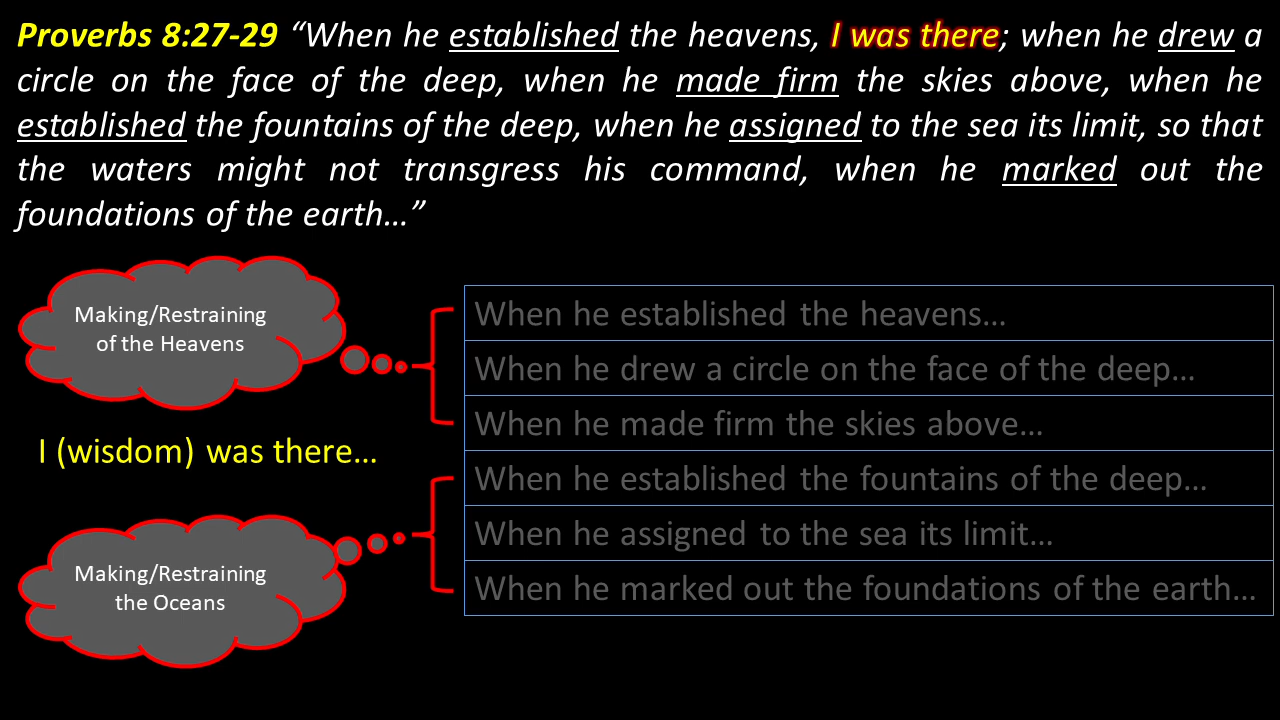 Proverbs 8:27-29 “When he established the heavens, I was there; when he drew a
circle on the face of the deep, when he made firm the skies above, when he
established the fountains of the deep, when he assigned to the sea its limit, so that
the waters might not transgress his command, when he marked out the
foundations of the earth…”
Making/Restraining
of the Heavens
When he established the heavens…
When he drew a circle on the face of the deep…
When he made firm the skies above…
I (wisdom) was there…
When he established the fountains of the deep…
When he assigned to the sea its limit…
When he marked out the foundations of the earth…
Making/Restraining
the Oceans